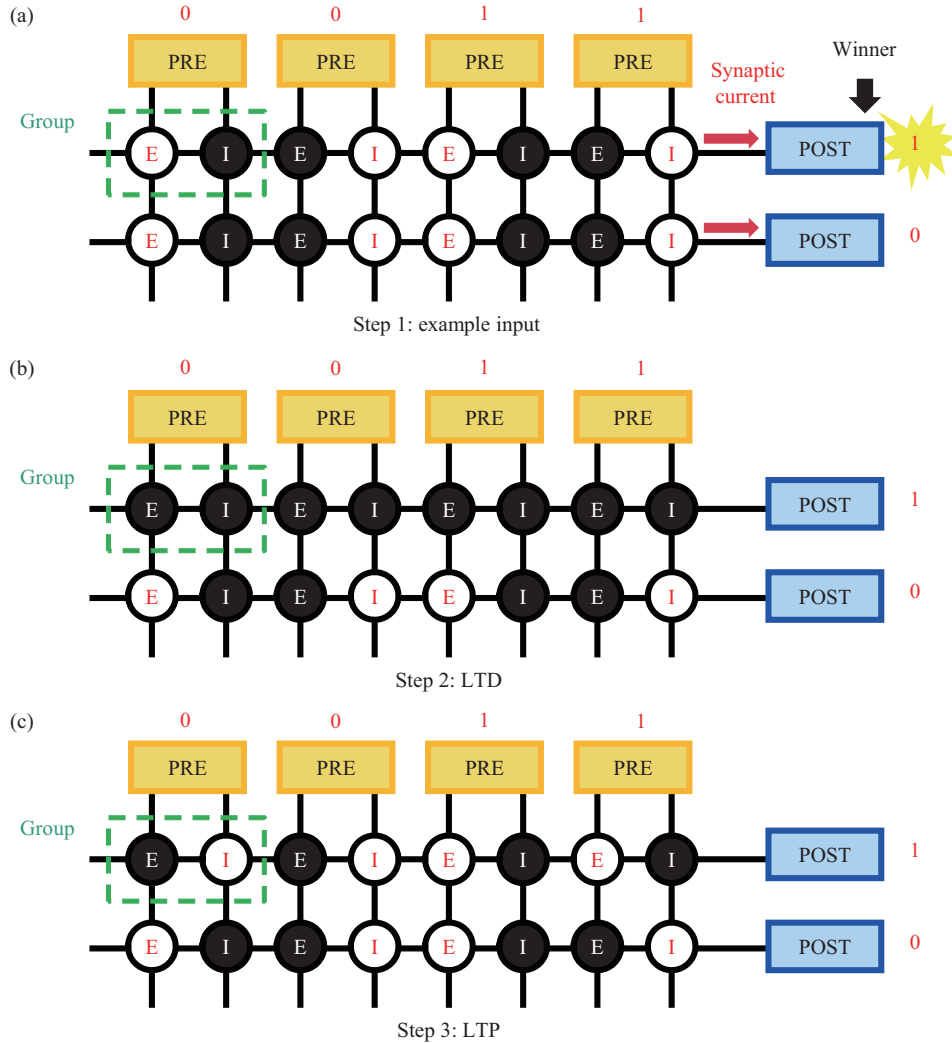 (a)
0 0 1 1
PRE PRE PRE PRE
Winner
Synaptic
current
Group
E I E I E I E I POST 1
E I E I E I E I POST 0
Step 1: example input
(b)
0 0 1 1
PRE PRE PRE PRE
Group
E I E I E I E I POST 1
E I E I E I E I POST 0
Step 2: LTD
(c)
0 0 1 1
PRE PRE PRE PRE
Group
E I E I E I E I POST 1
E I E I E I E I POST 0
Step 3: LTP